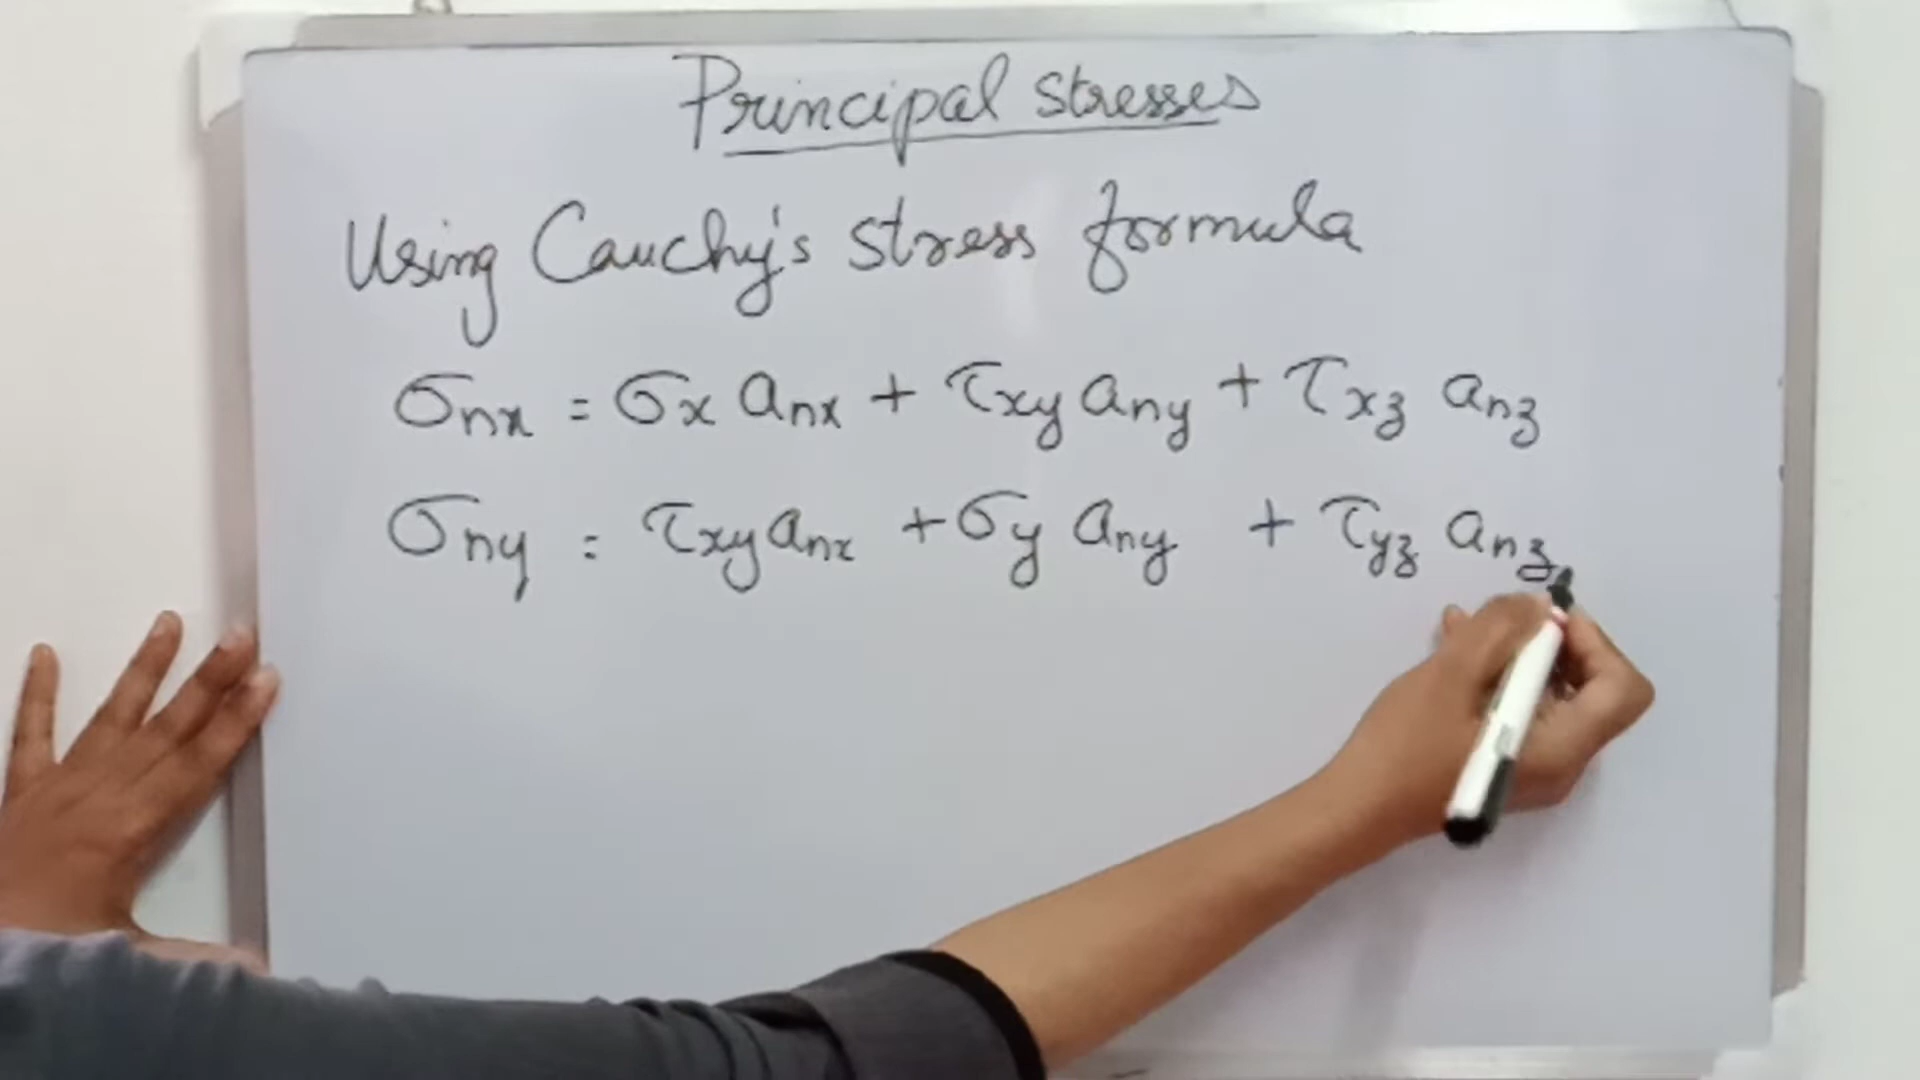 Principal stresses
Using Cauchy's stress formula
σnx = σx anx + τxy any + τxz anz
σny = τxy anx + σy any + τyz anz